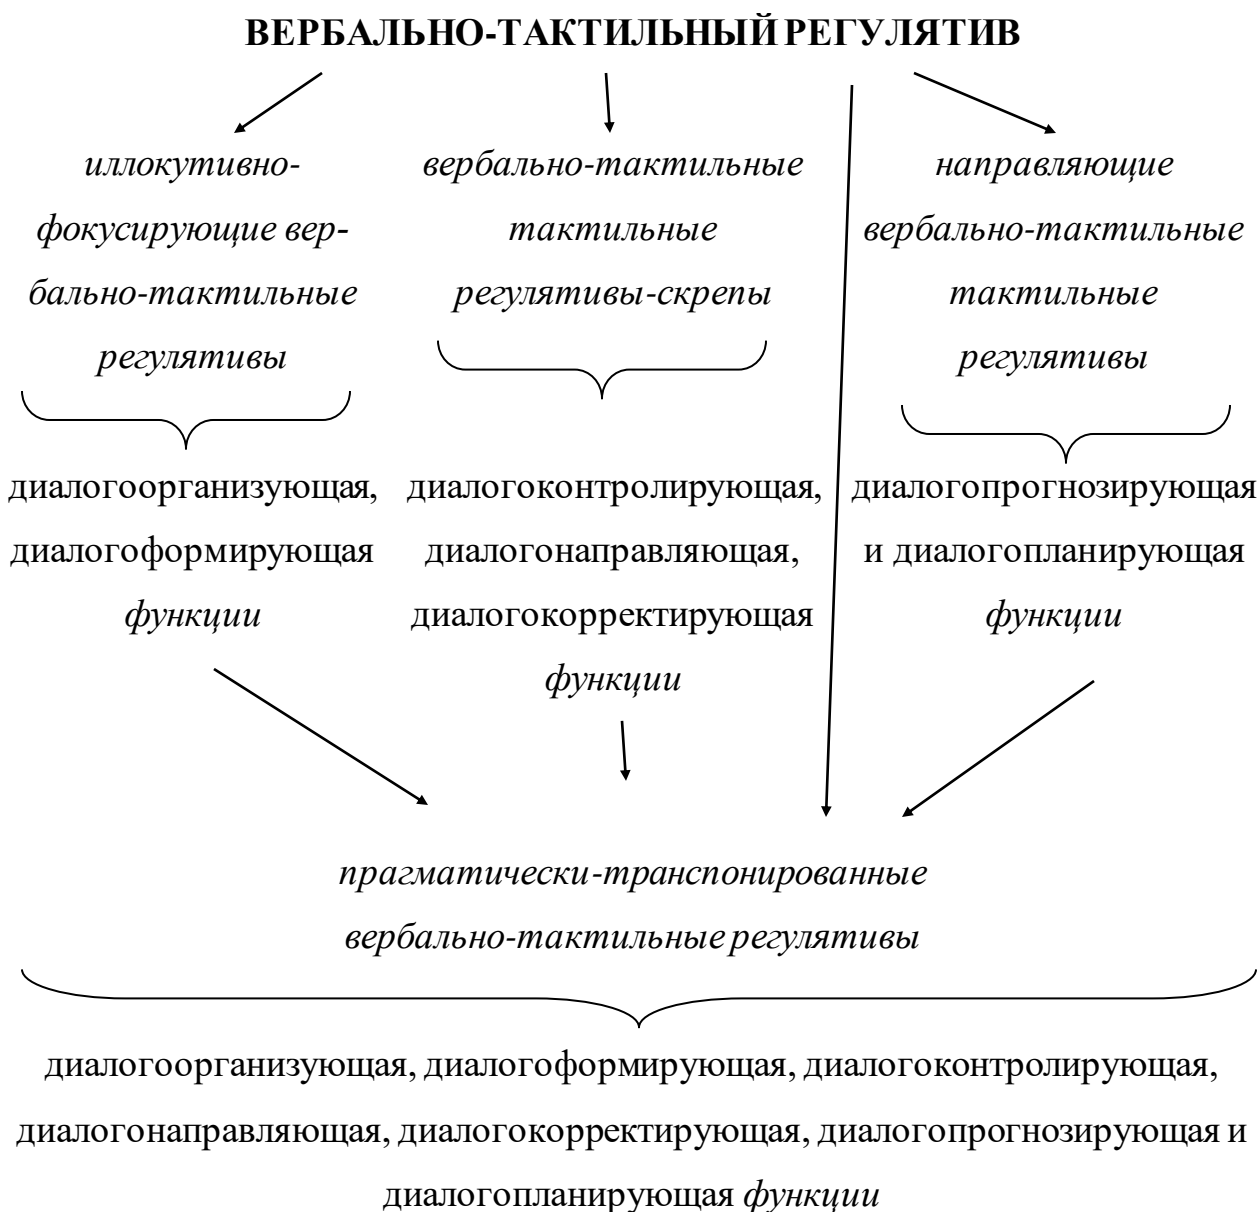 ВЕРБАЛЬНО-ТАКТИЛЬНЫЙ РЕГУЛЯТИВ
иллокутивно-
фокусирующие вер-
бально-тактильные
регулятивы
вербально-тактильные
тактильные
регулятивы-скрепы
направляющие
вербально-тактильные
тактильные
регулятивы
диалогоорганизующая,
диалогоформирующая
функции
диалогоконтролирующая,
диалогонаправляющая,
диалогокорректирующая
функции
диалогопрогнозирующая
и диалогопланирующая
функции
прагматически-транспонированные
вербально-тактильные регулятивы
диалогоорганизующая, диалогоформирующая, диалогоконтролирующая,
диалогонаправляющая, диалогокорректирующая, диалогопрогнозирующая и
диалогопланирующая функции